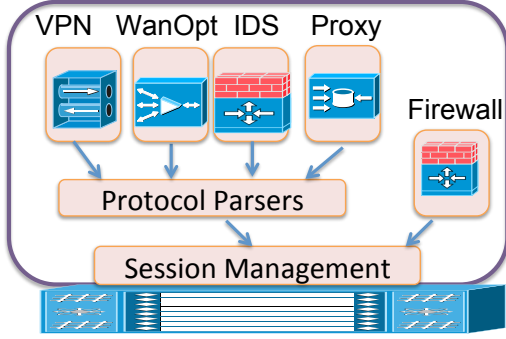 VPN WanOpt IDS Proxy
Firewall
Protocol Parsers
Session Management